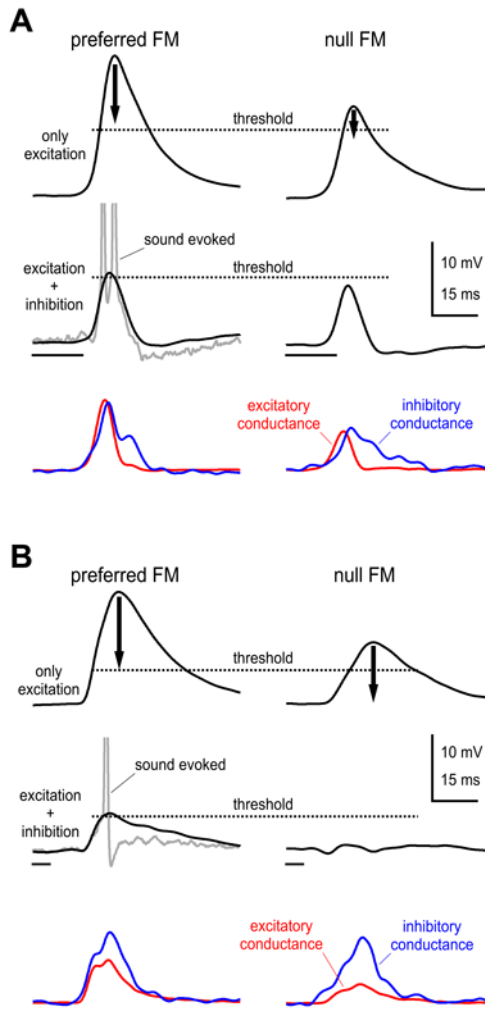 A
preferred FM
null FM
only
excitation
threshold
sound evoked
excitation
+
inhibition
threshold
10 mV
15 ms
excitatory
conductance
inhibitory
conductance
B
preferred FM
null FM
only
excitation
threshold
sound evoked
excitation
+
inhibition
threshold
10 mV
15 ms
excitatory
conductance
inhibitory
conductance